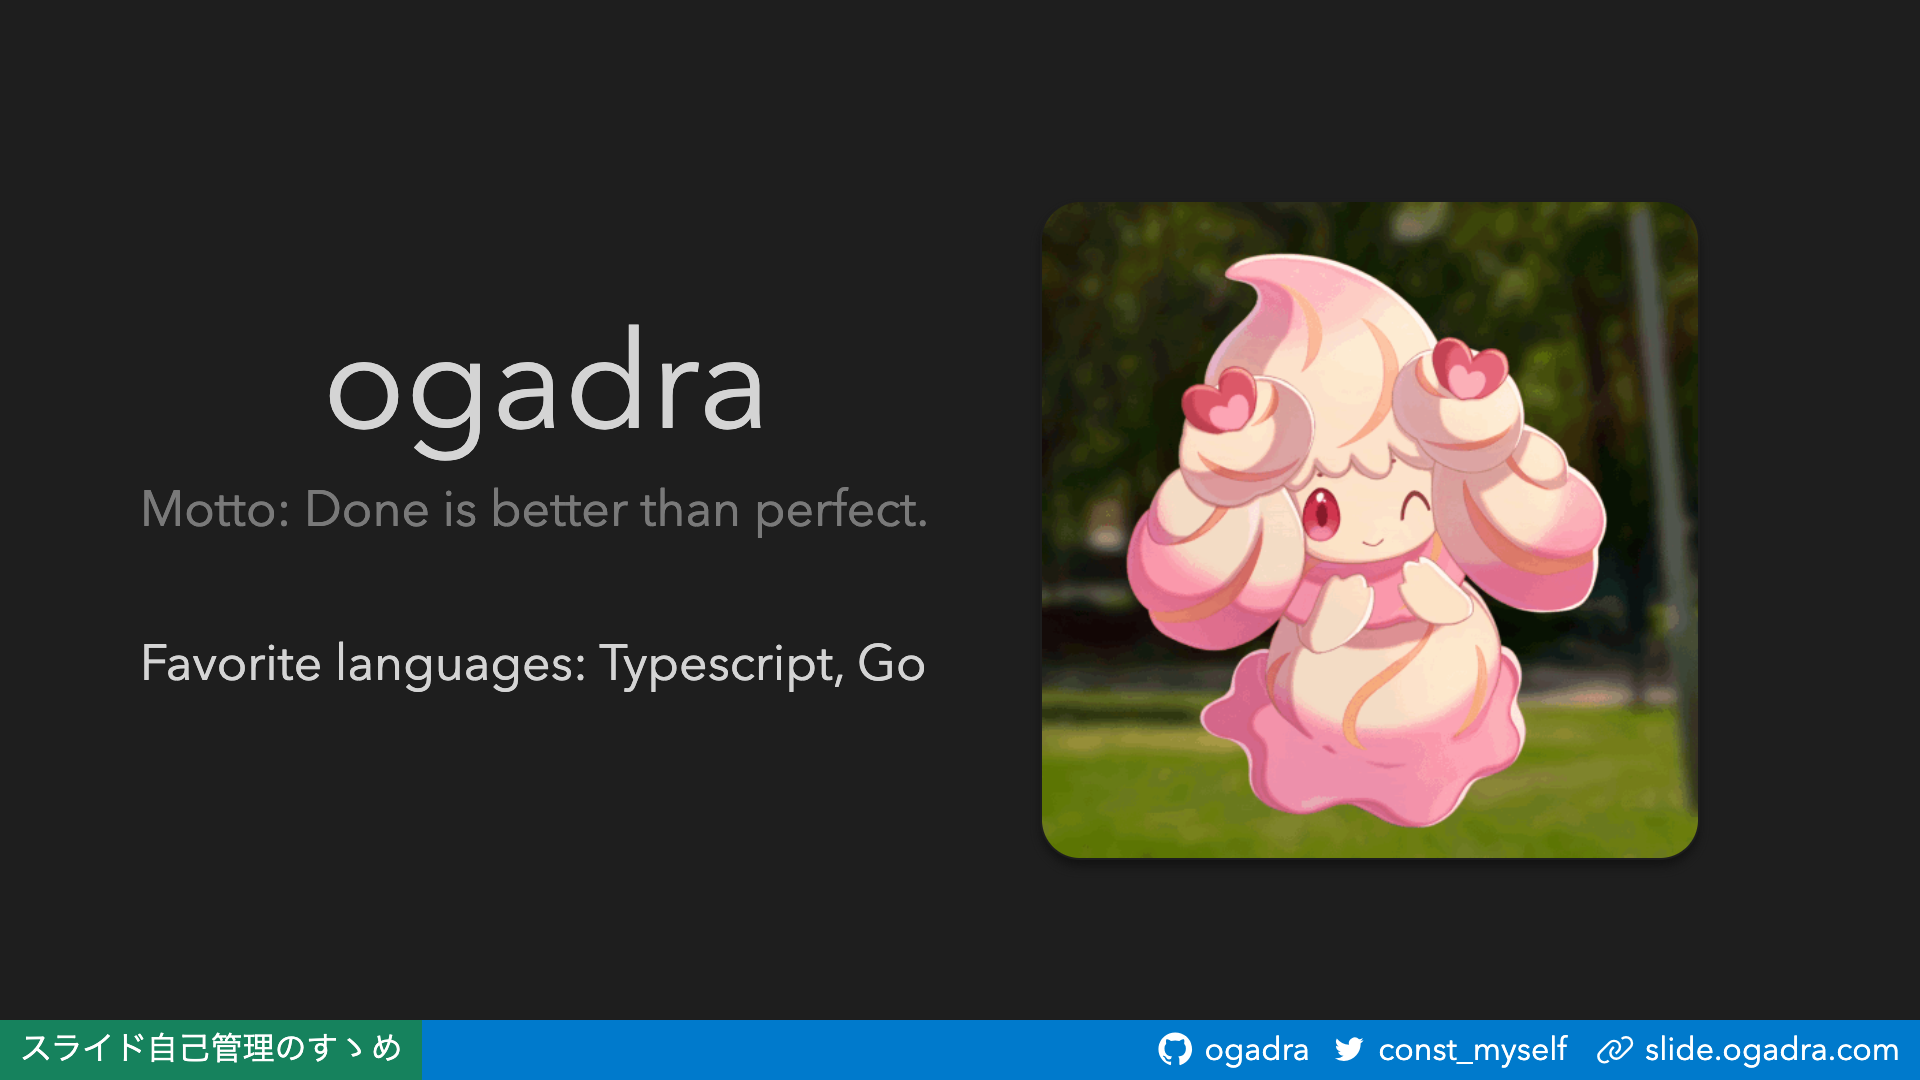 ogadra
Motto: Done is better than perfect.
Favorite languages: Typescript, Go
スライド自己管理のすゝめ
ogadra const_myself slide.ogadra.com